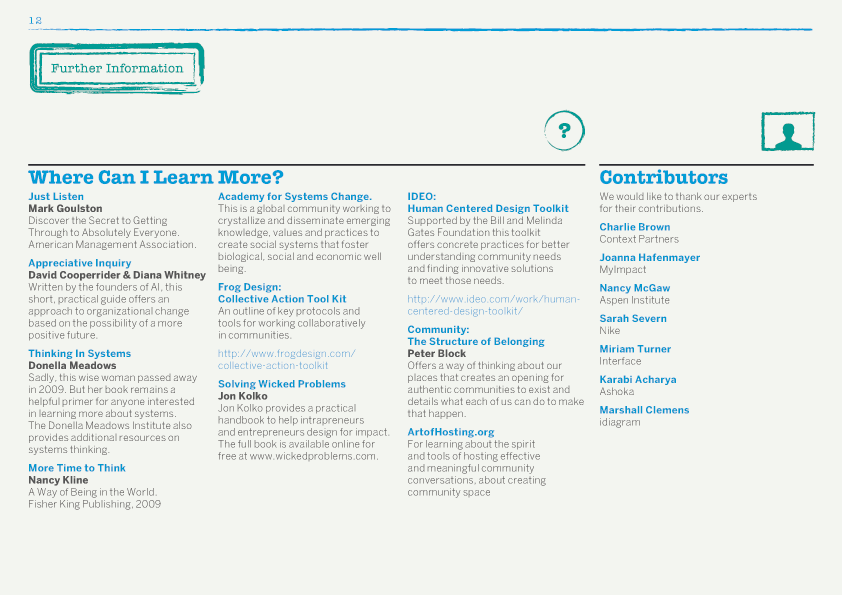 12
Further Information
?
Where Can I Learn More?
Just Listen
Mark Goulston
Discover the Secret to Getting
Through to Absolutely Everyone.
American Management Association.
Appreciative Inquiry
David Cooperrider & Diana Whitney
Written by the founders of AI, this
short, practical guide offers an
approach to organizational change
based on the possibility of a more
positive future.
Thinking In Systems
Donella Meadows
Sadly, this wise woman passed away
in 2009. But her book remains a
helpful primer for anyone interested
in learning more about systems.
The Donella Meadows Institute also
provides additional resources on
systems thinking.
More Time to Think
Nancy Kline
A Way of Being in the World.
Fisher King Publishing, 2009
Academy for Systems Change.
This is a global community working to
crystallize and disseminate emerging
knowledge, values and practices to
create social systems that foster
biological, social and economic well
being.
Frog Design:
Collective Action Tool Kit
An outline of key protocols and
tools for working collaboratively
in communities.
http://www.frogdesign.com/
collective-action-toolkit
Solving Wicked Problems
Jon Kolko
Jon Kolko provides a practical
handbook to help intrapreneurs
and entrepreneurs design for impact.
The full book is available online for
free at www.wickedproblems.com.
IDEO:
Human Centered Design Toolkit
Supported by the Bill and Melinda
Gates Foundation this toolkit
offers concrete practices for better
understanding community needs
and finding innovative solutions
to meet those needs.
http://www.ideo.com/work/human-
centered-design-toolkit/
Community:
The Structure of Belonging
Peter Block
Offers a way of thinking about our
places that creates an opening for
authentic communities to exist and
details what each of us can do to make
that happen.
ArtofHosting.org
For learning about the spirit
and tools of hosting effective
and meaningful community
conversations, about creating
community space
Contributors
We would like to thank our experts
for their contributions.
Charlie Brown
Context Partners
Joanna Hafenmayer
MyImpact
Nancy McGaw
Aspen Institute
Sarah Severn
Nike
Miriam Turner
Interface
Karabi Acharya
Ashoka
Marshall Clemens
idiagram